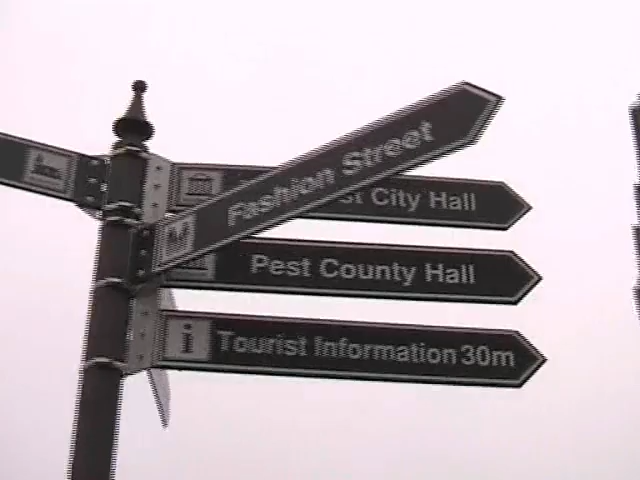 Fashion Street
City Hall
Pest County Hall
i Tourist Information 30m